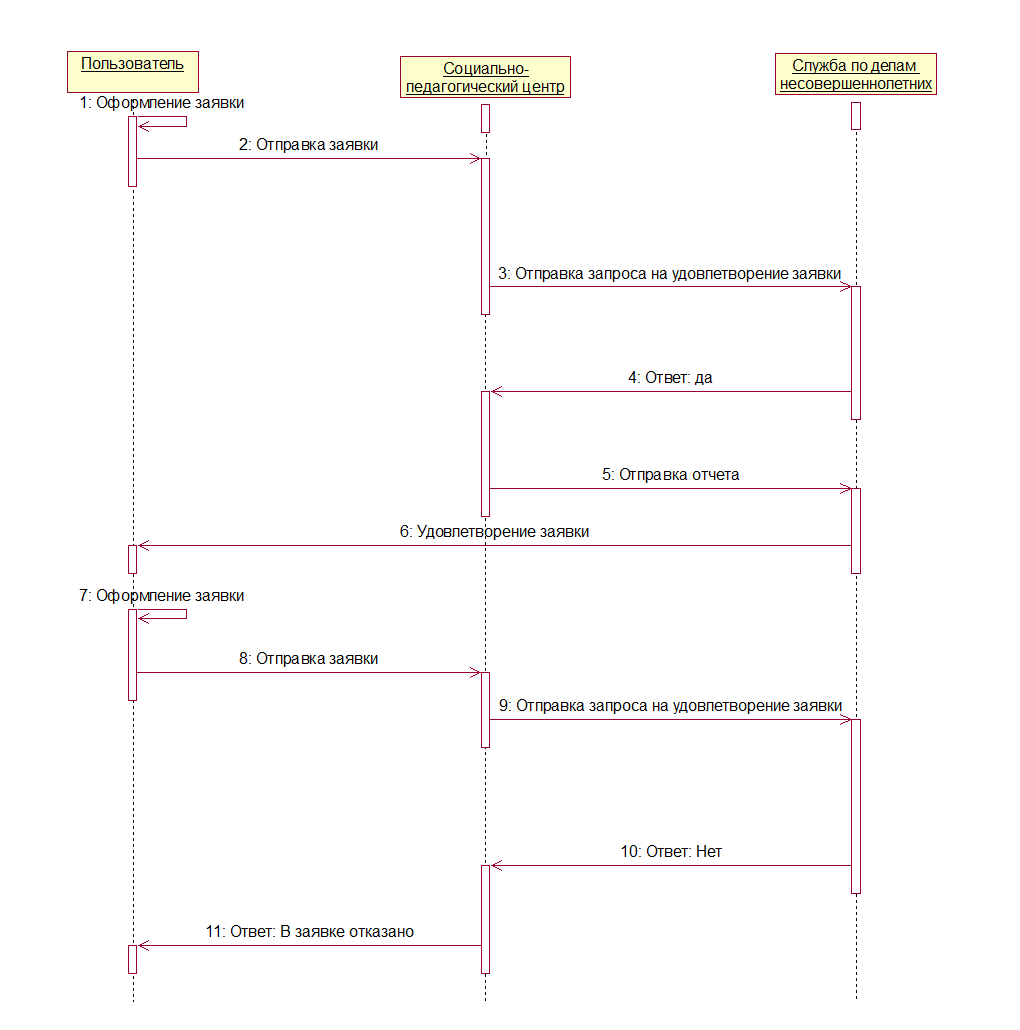 Пользователь
Социально-
педагогический центр
Служба по делам
несовершеннолетних
1: Оформление заявки
2: Отправка заявки
3: Отправка запроса на удовлетворение заявки
4: Ответ: да
5: Отправка отчета
6: Удовлетворение заявки
7: Оформление заявки
8: Отправка заявки
9: Отправка запроса на удовлетворение заявки
10: Ответ: Нет
11: Ответ: В заявке отказано